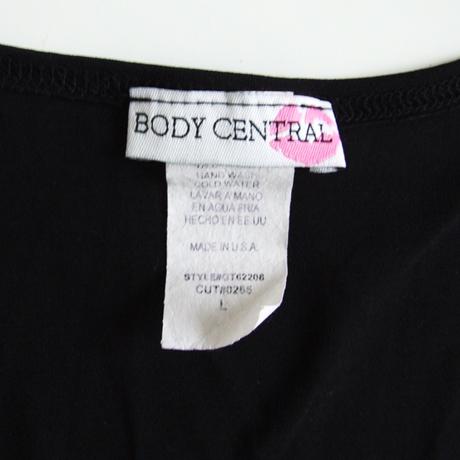 BODY CENTRAL
HAND WASH
COLD WATER
LAVAR A MANO
EN AGUA FRIA
HECHO EN EE.UU
MADE IN U.S.A.
STYLE#GT62206
CUT#0265
L